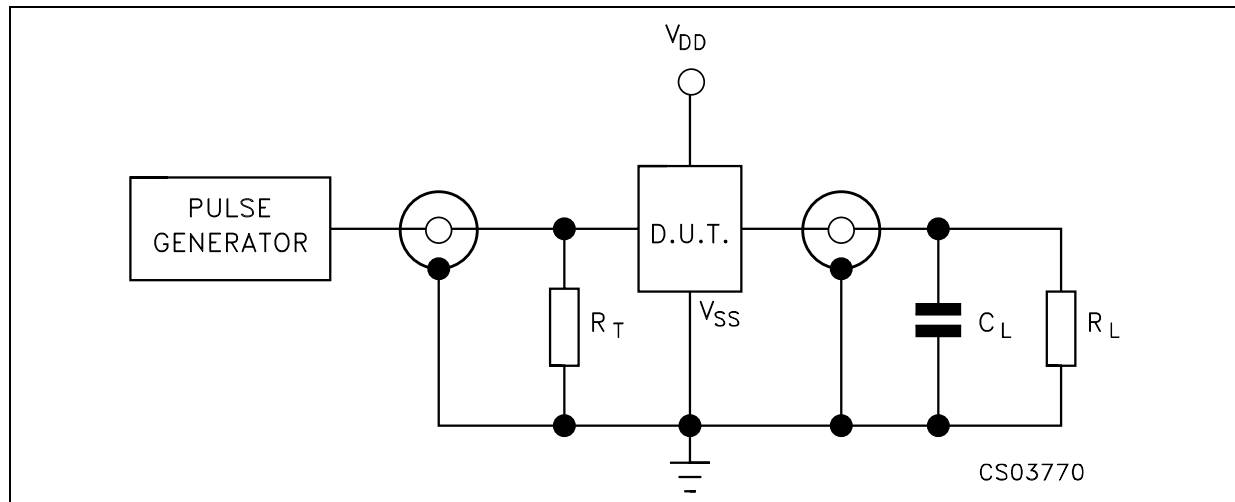 VDD
PULSE
GENERATOR
D.U.T.
VSS
RT
CL
RL
CS03770